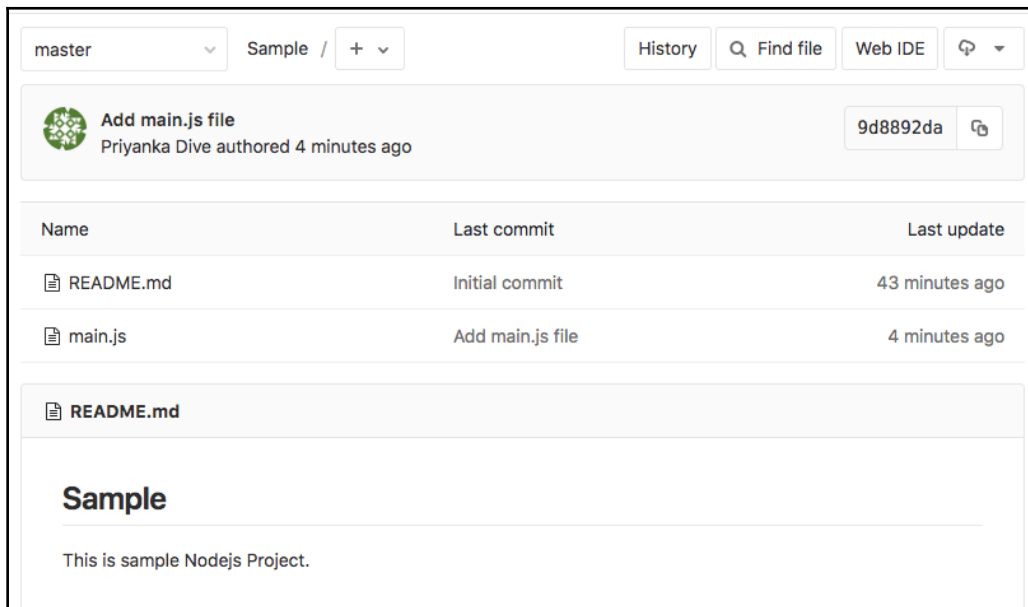 master Sample / + History Find file Web IDE
Add main.js file
Priyanka Dive authored 4 minutes ago 9d8892da
Name Last commit Last update
README.md Initial commit 43 minutes ago
main.js Add main.js file 4 minutes ago
README.md
Sample
This is sample Nodejs Project.